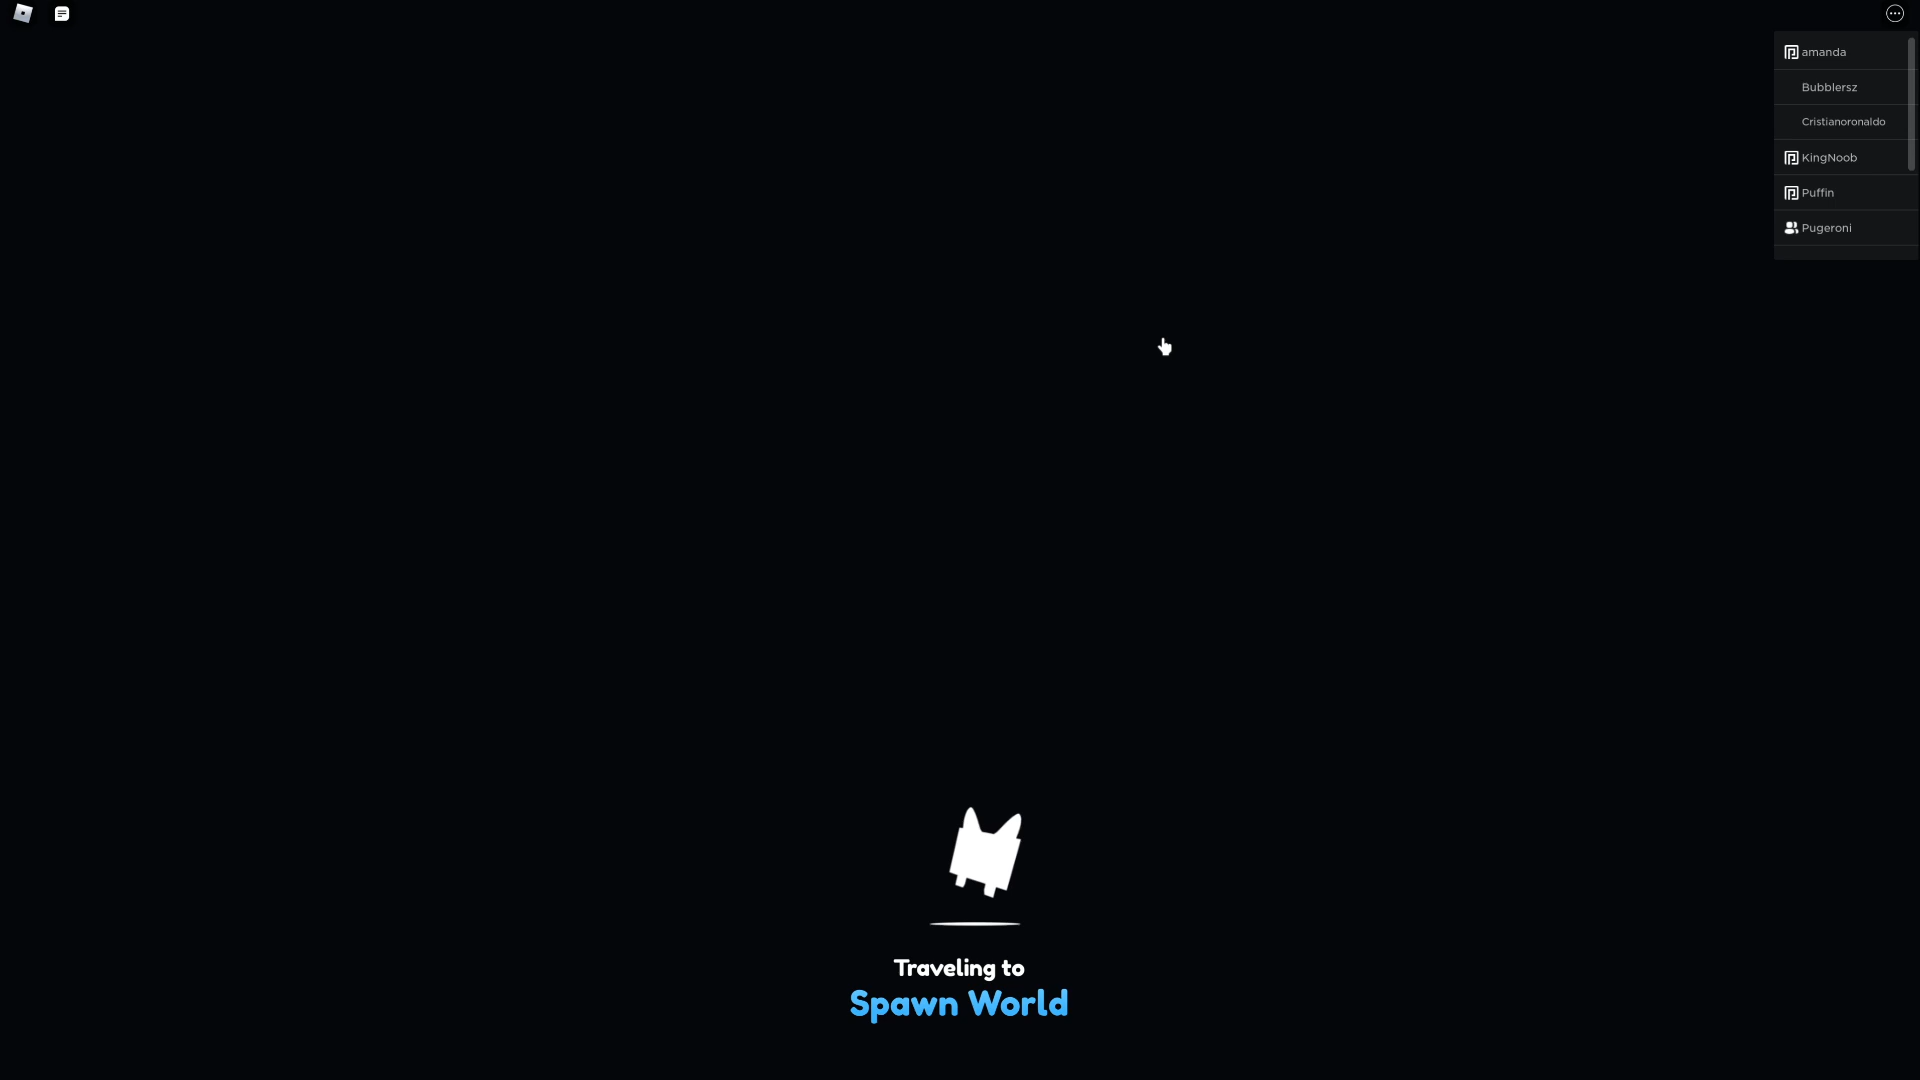 amanda
Bubblersz
Cristianoronaldo
KingNoob
Puffin
Pugeroni
Traveling to
Spawn World